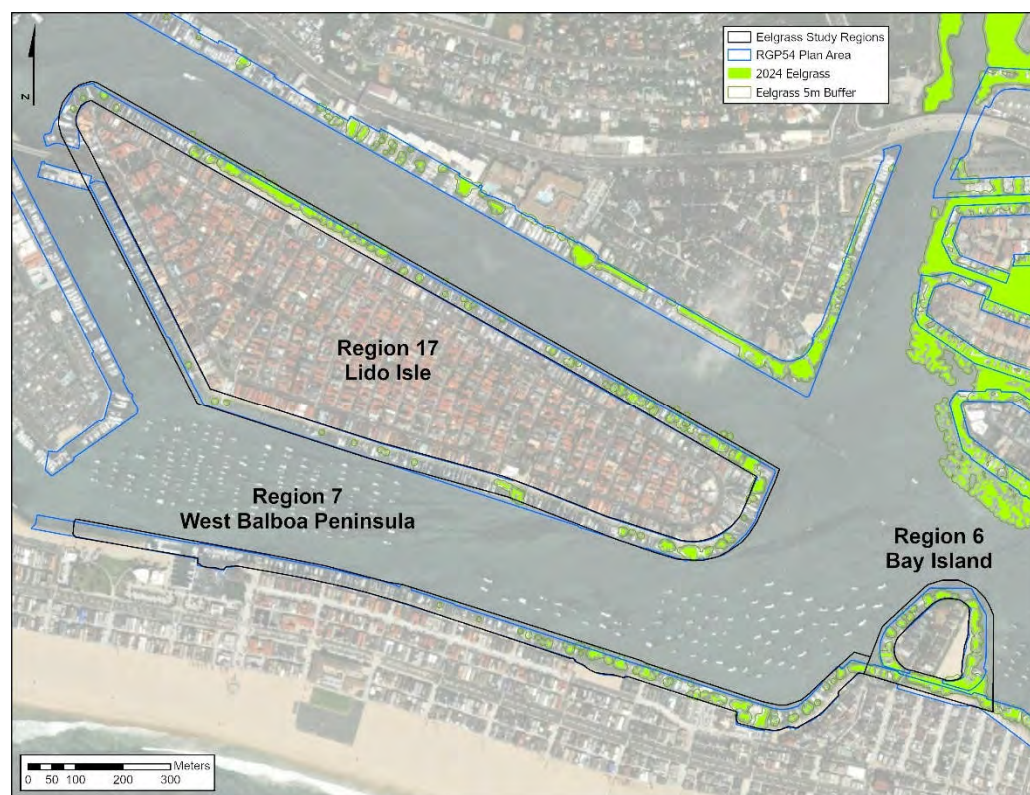 Eelgrass Study Regions
RGP54 Plan Area
2024 Eelgrass
Eelgrass 5m Buffer
N
Region 17
Lido Isle
Region 7
West Balboa Peninsula
Region 6
Bay Island
Meters
0 50 100 200 300